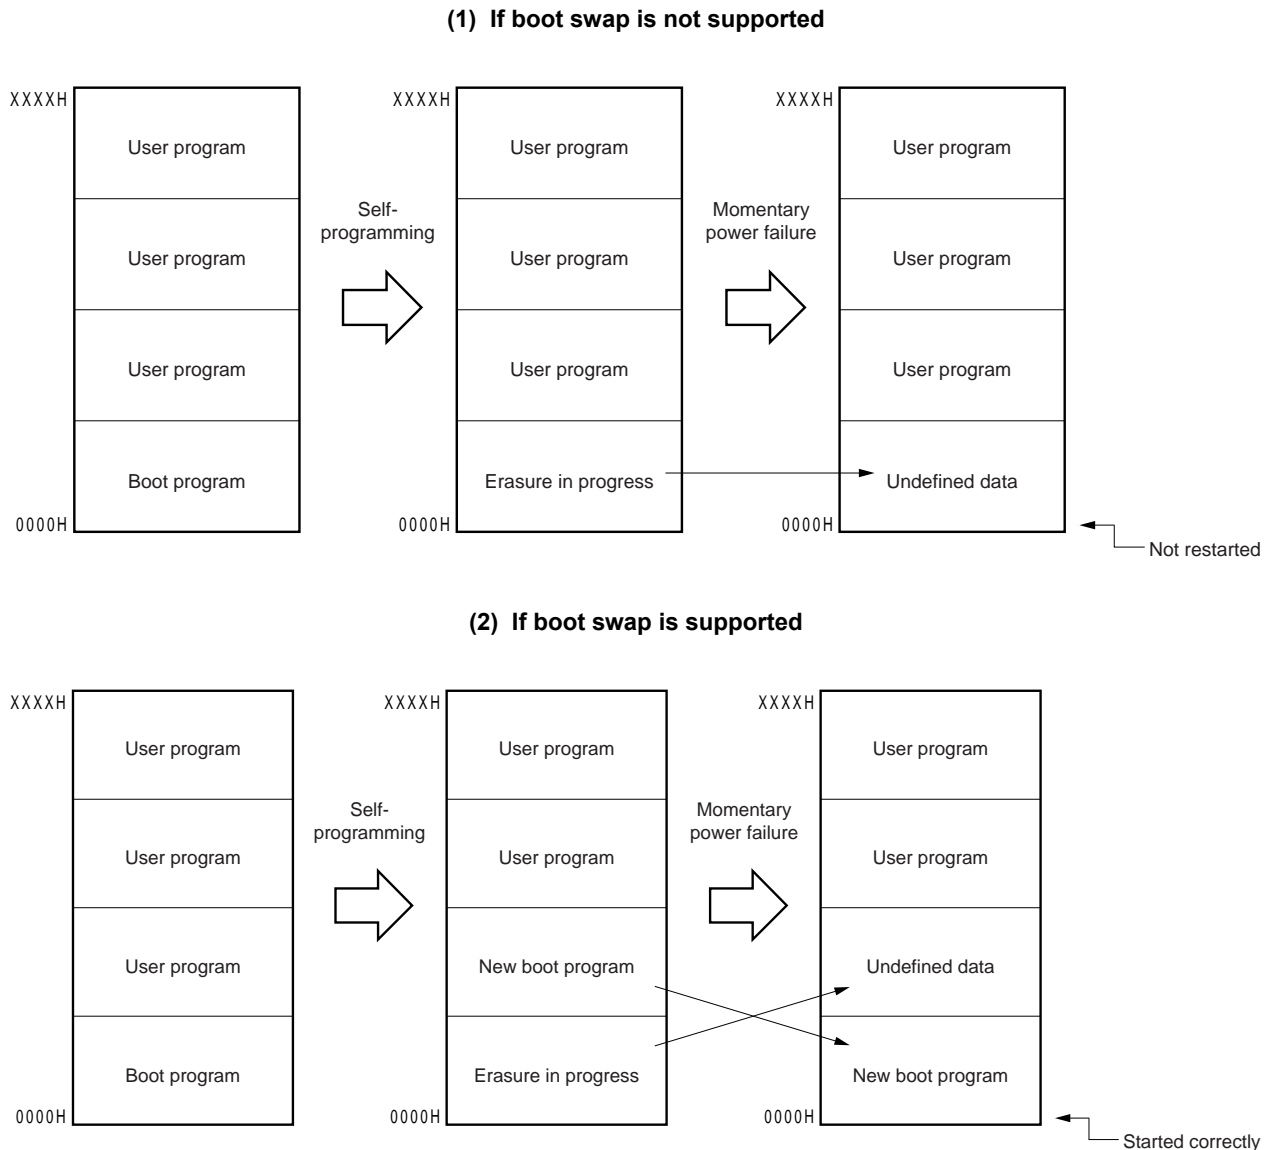 (1) If boot swap is not supported
XXXXH
User program
User program
User program
Boot program
0000H
Self-
programming
XXXXH
User program
User program
User program
Erasure in progress
0000H
Momentary
power failure
XXXXH
User program
User program
User program
Undefined data
0000H
Not restarted
(2) If boot swap is supported
XXXXH
User program
User program
User program
Boot program
0000H
Self-
programming
XXXXH
User program
User program
New boot program
Erasure in progress
0000H
Momentary
power failure
XXXXH
User program
User program
Undefined data
New boot program
0000H
Started correctly